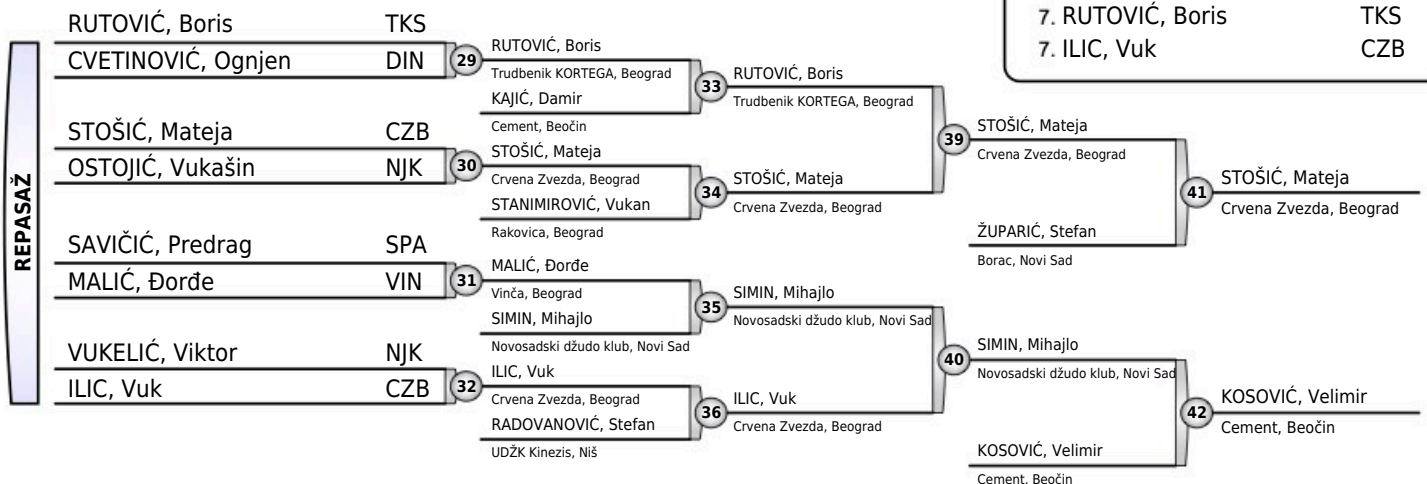 7. RUTOVIĆ, Boris TKS
7. ILIC, Vuk CZB
REPASAŽ
RUTOVIĆ, Boris TKS
CVETINOVIĆ, Ognjen DIN
STOŠIĆ, Mateja CZB
OSTOJIĆ, Vukašin NJK
SAVIČIĆ, Predrag SPA
MALIĆ, Đorđe VIN
VUKELIĆ, Viktor NJK
ILIC, Vuk CZB
29
30
31
32
RUTOVIĆ, Boris
Trudbenik KORTEGA, Beograd
KAJIĆ, Damir
Cement, Beočin
STOŠIĆ, Mateja
Crvena Zvezda, Beograd
STANIMIROVIĆ, Vukan
Rakovica, Beograd
MALIĆ, Đorđe
Vinča, Beograd
SIMIN, Mihajlo
Novosadski džudo klub, Novi Sad
ILIC, Vuk
Crvena Zvezda, Beograd
RADOVANOVIĆ, Stefan
UDŽK Kinezis, Niš
33
34
35
36
RUTOVIĆ, Boris
Trudbenik KORTEGA, Beograd
STOŠIĆ, Mateja
Crvena Zvezda, Beograd
SIMIN, Mihajlo
Novosadski džudo klub, Novi Sad
ILIC, Vuk
Crvena Zvezda, Beograd
39
40
STOŠIĆ, Mateja
Crvena Zvezda, Beograd
ŽUPARIĆ, Stefan
Borac, Novi Sad
SIMIN, Mihajlo
Novosadski džudo klub, Novi Sad
KOSOVIĆ, Velimir
Cement, Beočin
41
42
STOŠIĆ, Mateja
Crvena Zvezda, Beograd
KOSOVIĆ, Velimir
Cement, Beočin